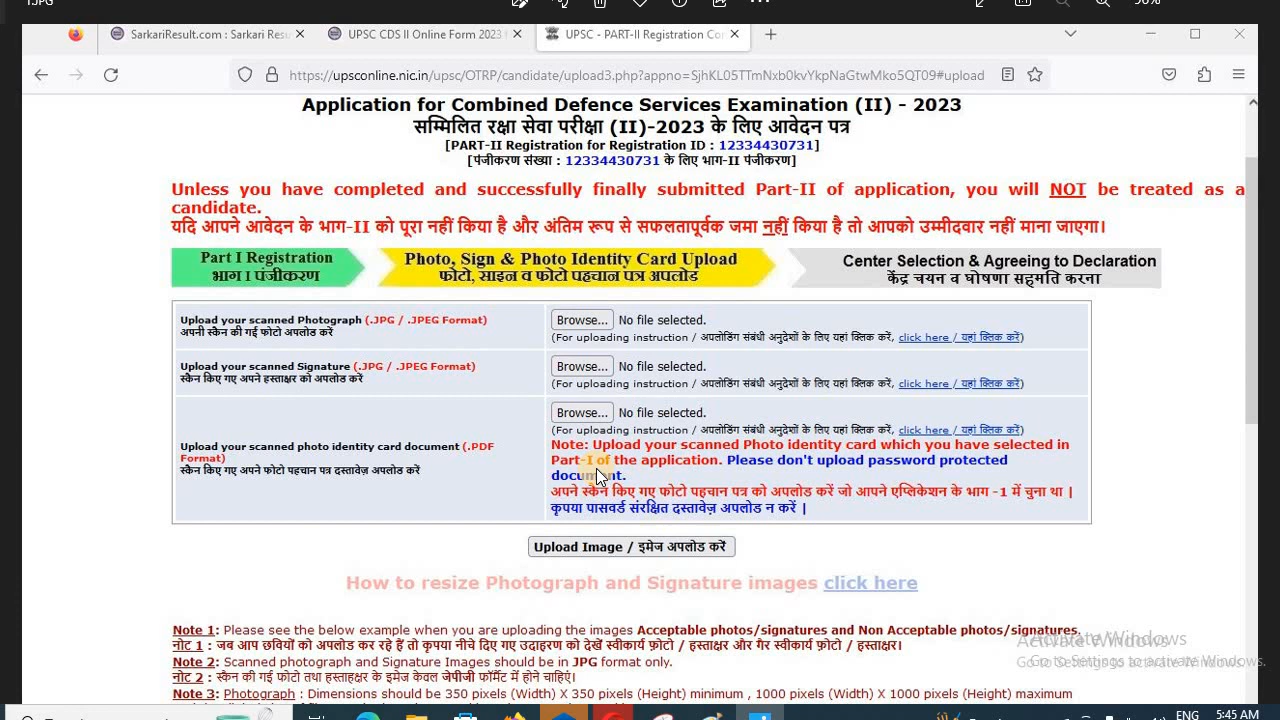 SarkariResult.com : Sarkari Resu
UPSC CDS II Online Form 2023
UPSC - PART-II Registration Co
https://upsconline.nic.in/upsc/OTRP/candidate/
Application for Combined Defence Services Examination (II) - 2023
सम्मिलित रक्षा सेवा परीक्षा (II)-2023 के लिए आवेदन पत्र
[PART-II Registration for Registration ID : 12334430731]
[पंजीकरण संख्या : 12334430731 के लिए भाग-II पंजीकरण]
Unless you have completed and successfully finally submitted Part-II of application, you will NOT be treated as a
candidate.
यदि आपने आवेदन के भाग-II को पूरा नहीं किया है और अंतिम रूप से सफलतापूर्वक जमा नहीं किया है तो आपको उम्मीदवार नहीं माना जाएगा।
Part I Registration
भाग I पंजीकरण
Photo, Sign & Photo Identity Card Upload
फोटो, साइन व फोटो पहचान पत्र अपलोड
Center Selection & Agreeing to Declaration
केंद्र चयन व घोषणा सहमति करना
Upload your scanned Photograph (.JPG / .JPEG Format)
अपनी स्कैन की गई फोटो अपलोड करें
Browse... No file selected.
(For uploading instruction / अपलोडिंग संबंधी अनुदेशों के लिए यहां क्लिक करें, click here / यहां क्लिक करें)
Upload your scanned Signature (.JPG / .JPEG Format)
स्कैन किए गए अपने हस्ताक्षर को अपलोड करें
Browse... No file selected.
(For uploading instruction / अपलोडिंग संबंधी अनुदेशों के लिए यहां क्लिक करें, click here / यहां क्लिक करें)
Upload your scanned photo identity card document (.PDF
Format)
स्कैन किए गए अपने फोटो पहचान पत्र दस्तावेज़ अपलोड करें
Browse... No file selected.
(For uploading instruction / अपलोडिंग संबंधी अनुदेशों के लिए यहां क्लिक करें, click here / यहां क्लिक करें)
Note: Upload your scanned Photo identity card which you have selected in
Part-I of the application. Please don't upload password protected
document.
अपने स्कैन किए गए फोटो पहचान पत्र को अपलोड करें जो आपने एप्लिकेशन के भाग -1 में चुना था |
कृपया पासवर्ड संरक्षित दस्तावेज़ अपलोड न करें |
Upload Image / इमेज अपलोड करें
How to resize Photograph and Signature images click here
Note 1: Please see the below example when you are uploading the images Acceptable photos/signatures and Non Acceptable photos/signatures.
नोट 1 : जब आप छवियों को अपलोड कर रहे हैं तो कृपया नीचे दिए गए उदाहरण को देखें स्वीकार्य फ़ोटो / हस्ताक्षर और गैर स्वीकार्य फ़ोटो / हस्ताक्षर।
Note 2: Scanned photograph and Signature Images should be in JPG format only.
नोट 2 : स्कैन की गई फोटो तथा हस्ताक्षर के इमेज केवल जेपीजी फॉर्मेट में होने चाहिएं।
Note 3: Photograph : Dimensions should be 350 pixels (Width) X 350 pixels (Height) minimum , 1000 pixels (Width) X 1000 pixels (Height) maximum
Activate Windows
Go to Settings to activate Windows.
ENG 5:45 AM